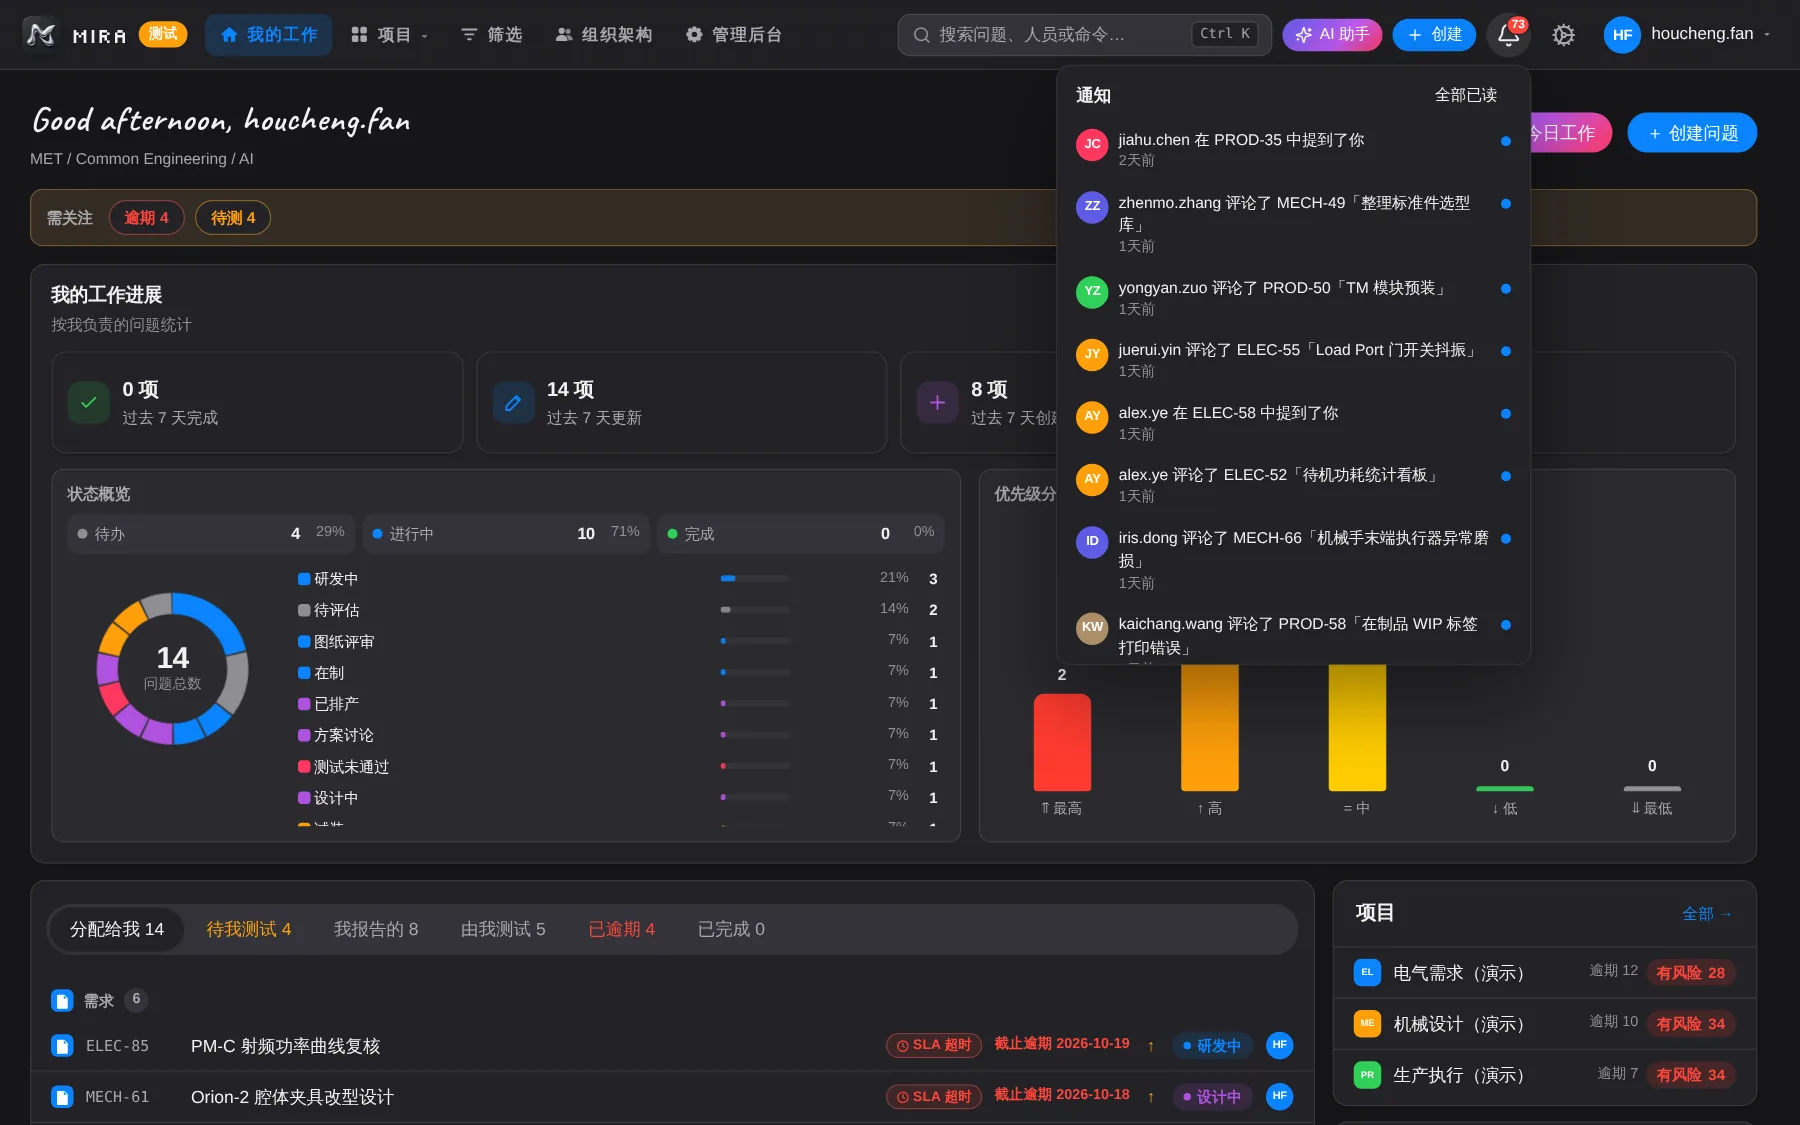 MIRA 测试 我的工作 项目 筛选 组织架构 管理后台 搜索问题、人员或命令… Ctrl K AI 助手 + 创建 73 HF houcheng.fan
Good afternoon, houcheng.fan
MET / Common Engineering / AI
今日工作 + 创建问题
通知 全部已读
JC jiahu.chen 在 PROD-35 中提到了你
2天前
ZZ zhenmo.zhang 评论了 MECH-49「整理标准件选型
库」
1天前
YZ yongyan.zuo 评论了 PROD-50「TM 模块预装」
1天前
JY juerui.yin 评论了 ELEC-55「Load Port 门开关抖振」
1天前
AY alex.ye 在 ELEC-58 中提到了你
1天前
AY alex.ye 评论了 ELEC-52「待机功耗统计看板」
1天前
ID iris.dong 评论了 MECH-66「机械手末端执行器异常磨
损」
1天前
KW kaichang.wang 评论了 PROD-58「在制品 WIP 标签
打印错误」
需关注 逾期 4 待测 4
我的工作进展
按我负责的问题统计
0 项
过去 7 天完成
14 项
过去 7 天更新
8 项
过去 7 天创
状态概览
待办 4 29% 进行中 10 71% 完成 0 0%
14
问题总数
研发中 21% 3
待评估 14% 2
图纸评审 7% 1
在制 7% 1
已排产 7% 1
方案讨论 7% 1
测试未通过 7% 1
设计中 7% 1
试装 7% 1
优先级分
2 0 0
⇈ 最高 ↑ 高 = 中 ↓ 低 ⇊ 最低
分配给我 14 待我测试 4 我报告的 8 由我测试 5 已逾期 4 已完成 0
需求 6
ELEC-85 PM-C 射频功率曲线复核 SLA 超时 截止逾期 2026-10-19 ↑ 研发中 HF
MECH-61 Orion-2 腔体夹具改型设计 SLA 超时 截止逾期 2026-10-18 ↑ 设计中 HF
项目 全部 →
EL 电气需求（演示） 逾期 12 有风险 28
ME 机械设计（演示） 逾期 10 有风险 34
PR 生产执行（演示） 逾期 7 有风险 34